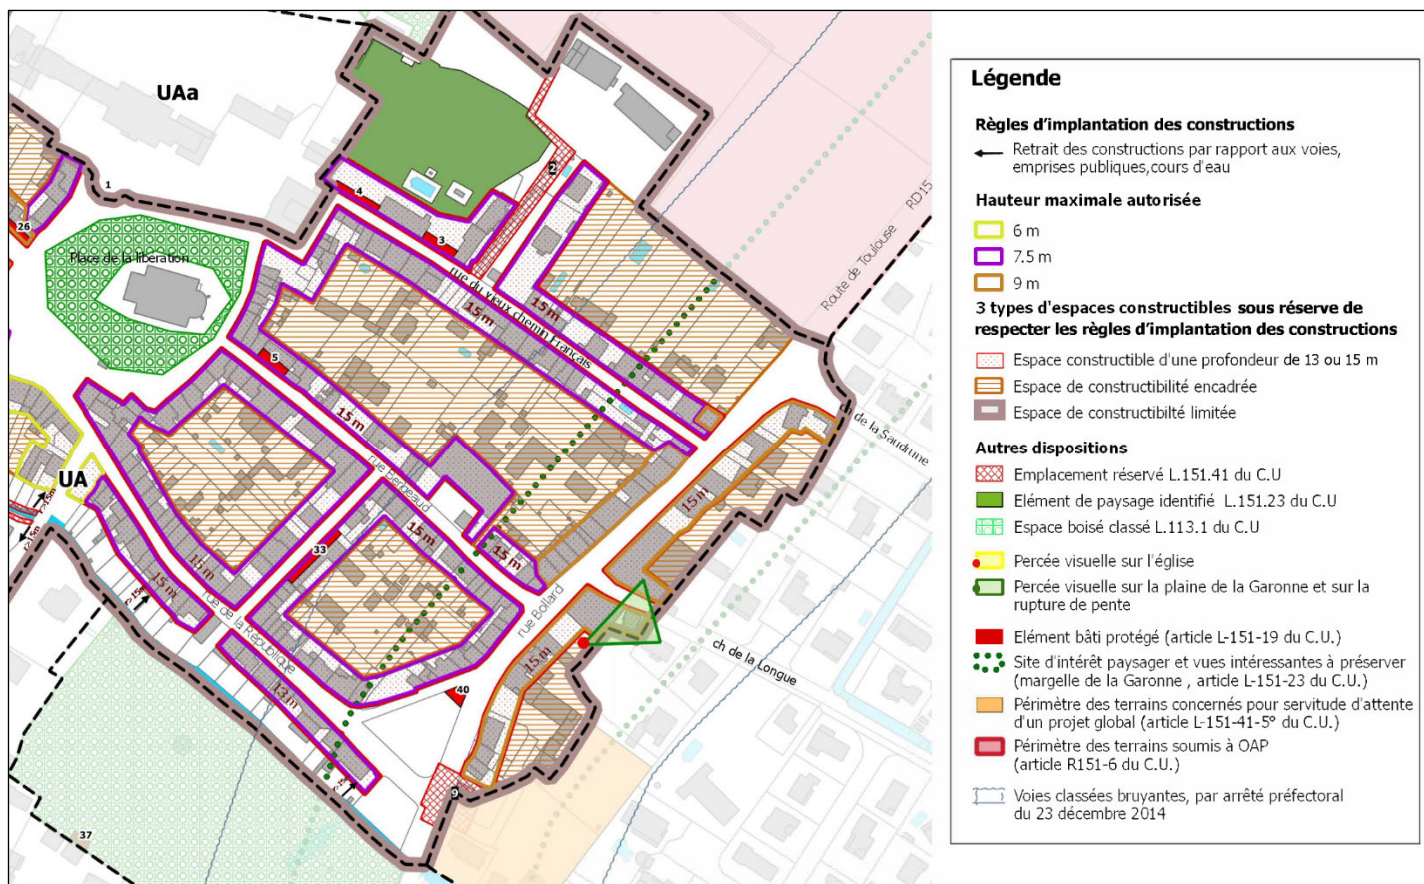 UAa
1
26
Place de la liberation
4
3
2
rue du vieux chemin Français
15 m
15 m
Route de Toulouse
RD15
5
15 m
rue Berbeaud
15 m
15 m
ch de la Saudrune
15 m
UA
33
15 m
15 m
rue de la République
13 m
rue Bollard
15 m
ch de la Longue
40
9
37
Légende
Règles d'implantation des constructions
Retrait des constructions par rapport aux voies,
emprises publiques,cours d'eau
Hauteur maximale autorisée
6 m
7.5 m
9 m
3 types d'espaces constructibles sous réserve de
respecter les règles d'implantation des constructions
Espace constructible d'une profondeur de 13 ou 15 m
Espace de constructibilité encadrée
Espace de constructibilté limitée
Autres dispositions
Emplacement réservé L.151.41 du C.U
Elément de paysage identifié L.151.23 du C.U
Espace boisé classé L.113.1 du C.U
Percée visuelle sur l'église
Percée visuelle sur la plaine de la Garonne et sur la
rupture de pente
Elément bâti protégé (article L-151-19 du C.U.)
Site d'intérêt paysager et vues intéressantes à préserver
(margelle de la Garonne , article L-151-23 du C.U.)
Périmètre des terrains concernés pour servitude d'attente
d'un projet global (article L-151-41-5° du C.U.)
Périmètre des terrains soumis à OAP
(article R151-6 du C.U.)
Voies classées bruyantes, par arrêté préfectoral
du 23 décembre 2014